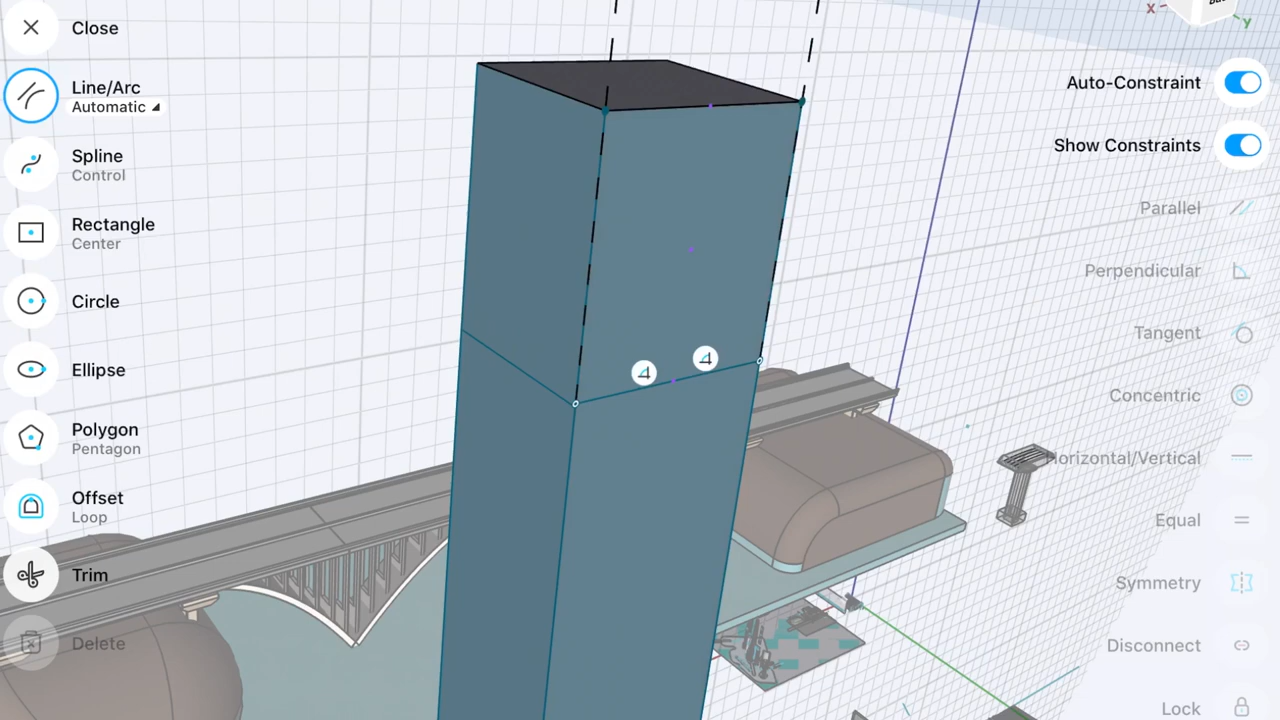 Close
Line/Arc
Automatic
Spline
Control
Rectangle
Center
Circle
Ellipse
Polygon
Pentagon
Offset
Loop
Trim
Delete
X
y
Auto-Constraint
Show Constraints
Parallel
Perpendicular
Tangent
Concentric
Horizontal/Vertical
Equal
Symmetry
Disconnect
Lock